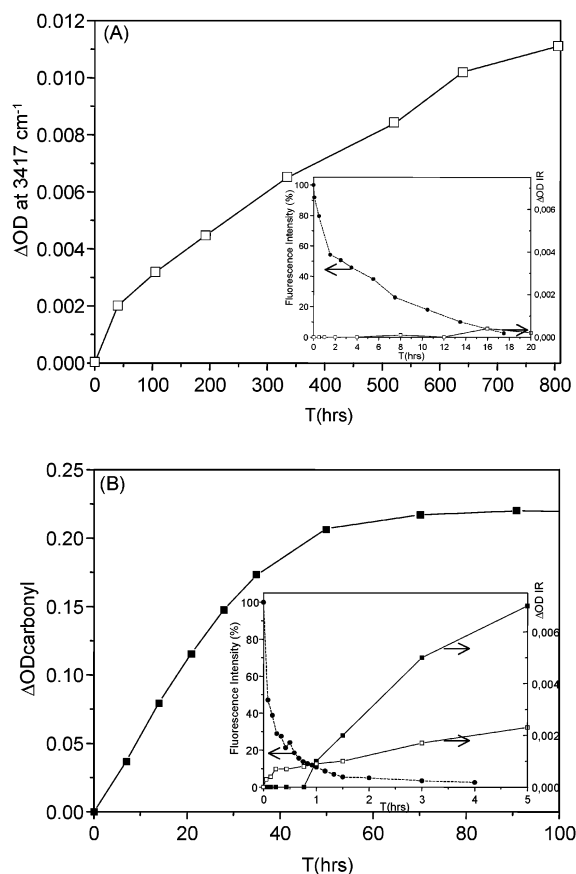 (A)
ΔOD at 3417 cm⁻¹
0.012
0.010
0.008
0.006
0.004
0.002
0.000
0 100 200 300 400 500 600 700 800
T(hrs)
Fluorescence Intensity (%)
100
80
60
40
20
0
ΔOD IR
0,006
0,004
0,002
0,000
0 2 4 6 8 10 12 14 16 18 20
T(hrs)
(B)
ΔODcarbonyl
0.25
0.20
0.15
0.10
0.05
0.00
0 20 40 60 80 100
T(hrs)
Fluorescence Intensity (%)
100
80
60
40
20
0
ΔOD IR
0,006
0,004
0,002
0,000
0 1 2 3 4 5
T(hrs)